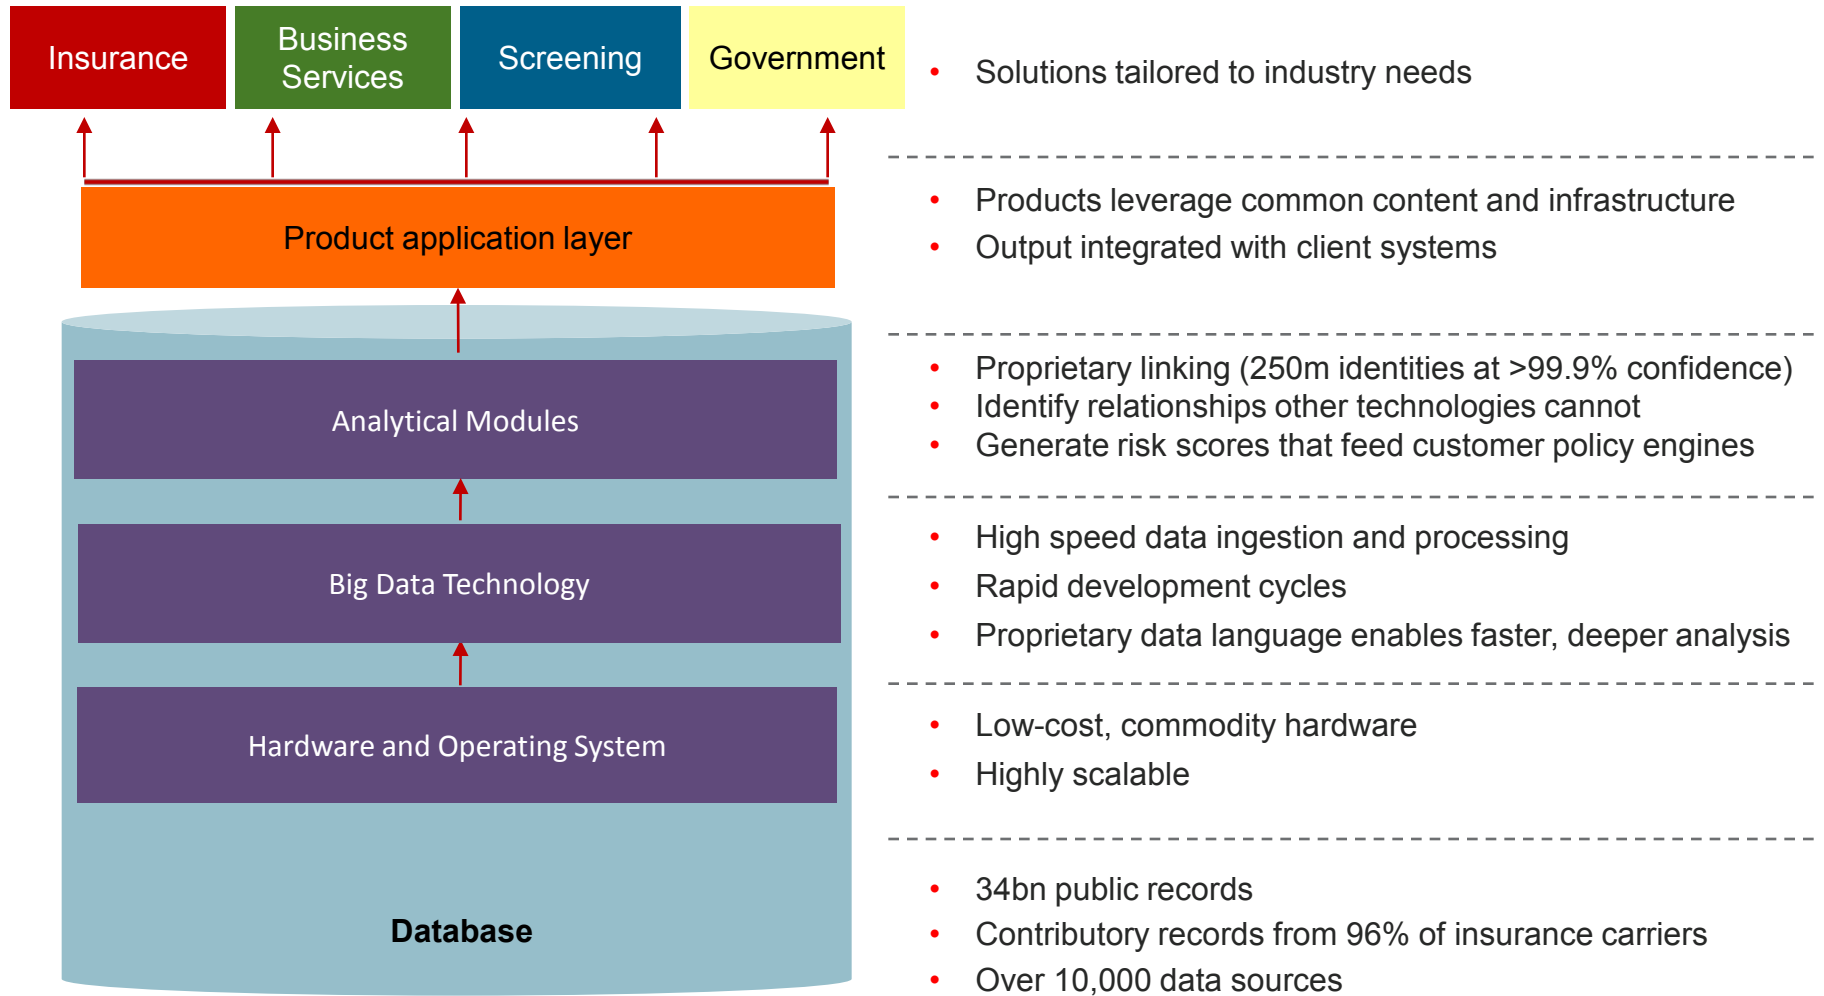 Insurance
Business
Services
Screening
Government
• Solutions tailored to industry needs
Product application layer
• Products leverage common content and infrastructure
• Output integrated with client systems
Analytical Modules
• Proprietary linking (250m identities at >99.9% confidence)
• Identify relationships other technologies cannot
• Generate risk scores that feed customer policy engines
Big Data Technology
• High speed data ingestion and processing
• Rapid development cycles
• Proprietary data language enables faster, deeper analysis
Hardware and Operating System
• Low-cost, commodity hardware
• Highly scalable
Database
• 34bn public records
• Contributory records from 96% of insurance carriers
• Over 10,000 data sources